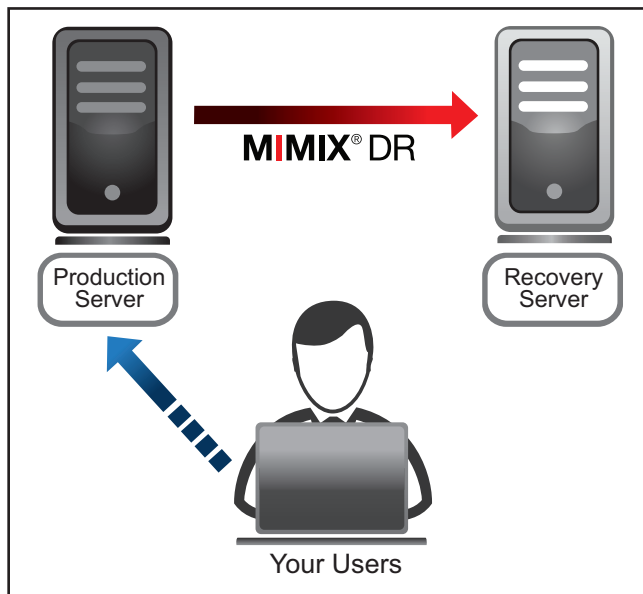 MIMIX® DR
Production
Server
Recovery
Server
Your Users